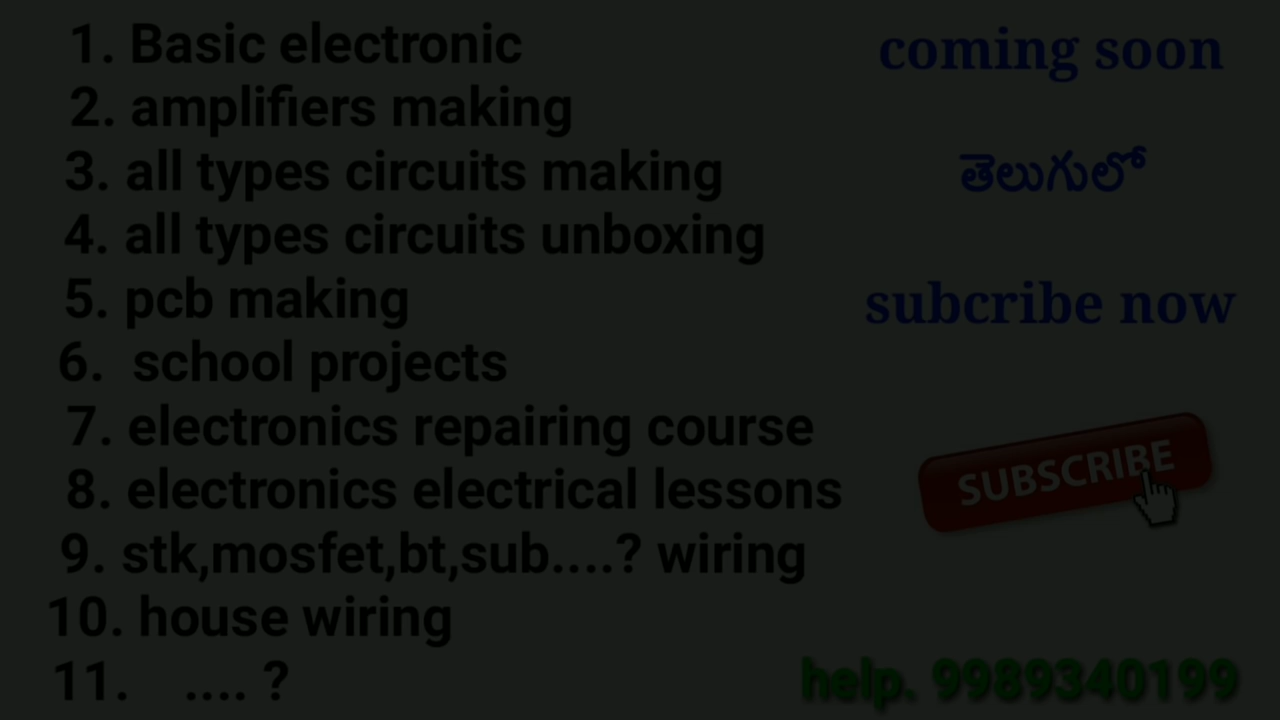 1. Basic electronic
2. amplifiers making
3. all types circuits making
4. all types circuits unboxing
5. pcb making
6. school projects
7. electronics repairing course
8. electronics electrical lessons
9. stk,mosfet,bt,sub....? wiring
10. house wiring
11. .... ?
coming soon
తెలుగులో
subcribe now
SUBSCRIBE
help. 9989340199